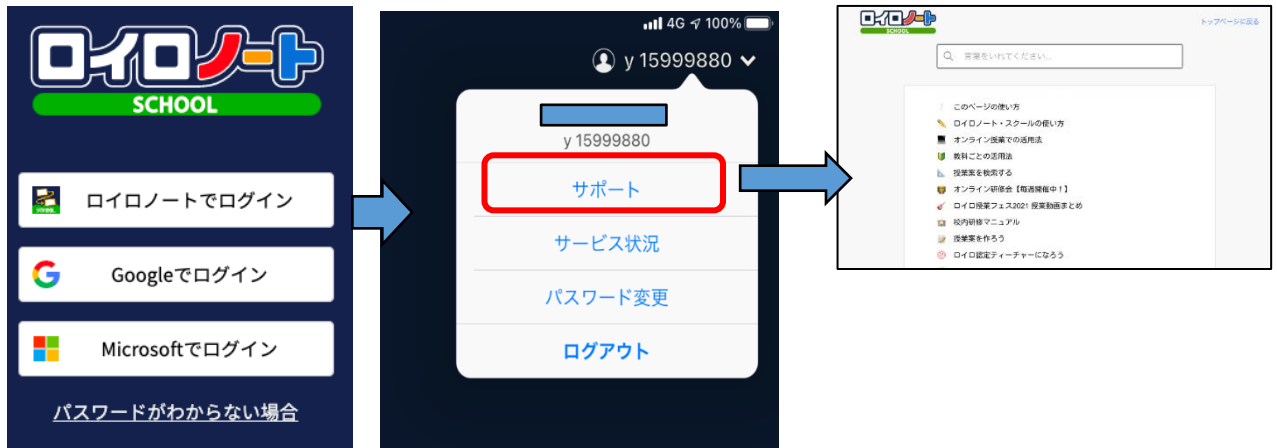 ロイロノート
SCHOOL
ロイロノートでログイン
Googleでログイン
Microsoftでログイン
パスワードがわからない場合
4G 100%
y 15999880
y 15999880
サポート
サービス状況
パスワード変更
ログアウト
ロイロノート
SCHOOL
トップページに戻る
言葉をいれてください...
このページの使い方
ロイロノート・スクールの使い方
オンライン授業での活用法
教科ごとの活用法
授業案を検索する
オンライン研修会【毎週開催中！】
ロイロ授業フェス2021 授業動画まとめ
校内研修マニュアル
授業案を作ろう
ロイロ認定ティーチャーになろう